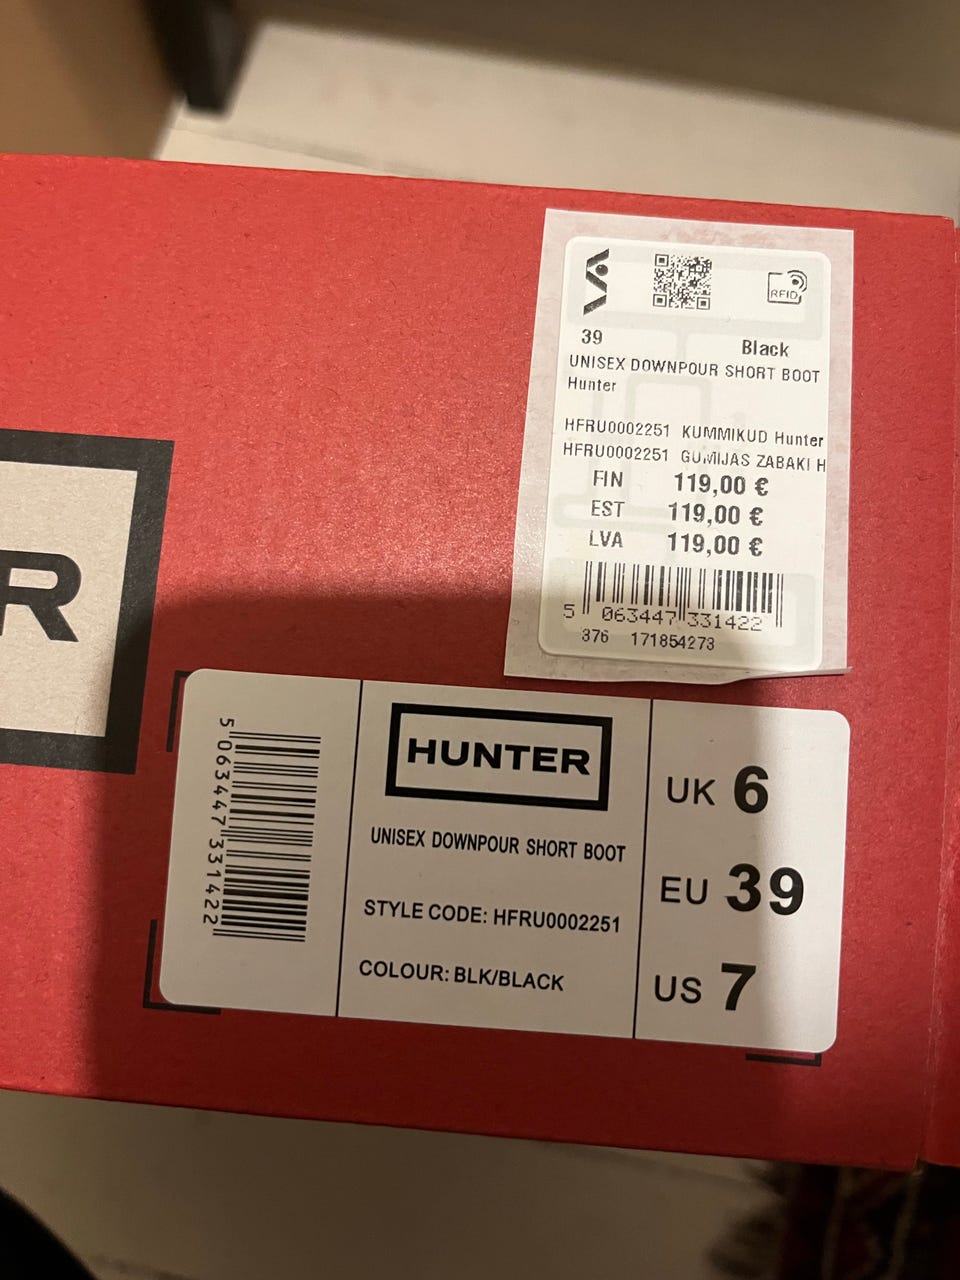 R
RFID
39 Black
UNISEX DOWNPOUR SHORT BOOT
Hunter
HFRU0002251 KUMMIKUD Hunter
HFRU0002251 GUMIJAS ZABAKI H
FIN 119,00 €
EST 119,00 €
LVA 119,00 €
5 063447 331422
376 171854273
5 063447 331422
HUNTER
UNISEX DOWNPOUR SHORT BOOT
STYLE CODE: HFRU0002251
COLOUR: BLK/BLACK
UK 6
EU 39
US 7